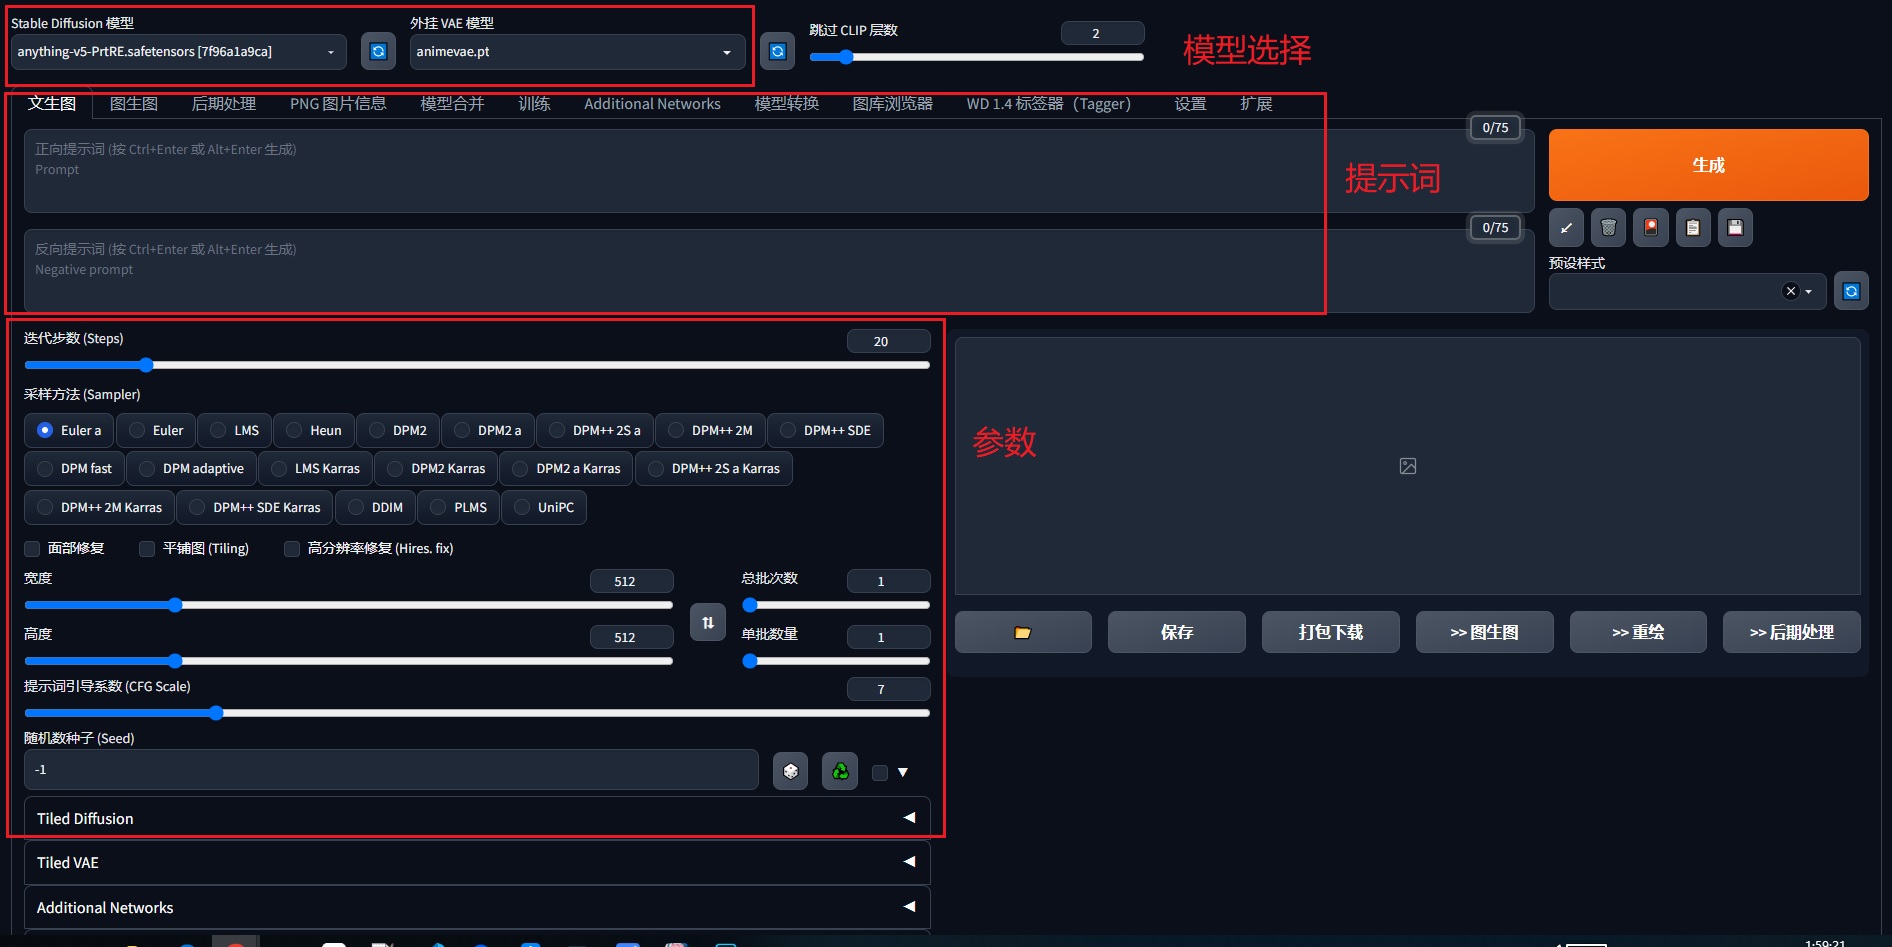 Stable Diffusion 模型
外挂 VAE 模型
跳过 CLIP 层数
2
anything-v5-PrtRE.safetensors [7f96a1a9ca]
animevae.pt
模型选择
文生图 图生图 后期处理 PNG 图片信息 模型合并 训练 Additional Networks 模型转换 图库浏览器 WD 1.4 标签器（Tagger） 设置 扩展
0/75
正向提示词 (按 Ctrl+Enter 或 Alt+Enter 生成)
Prompt
提示词
生成
0/75
反向提示词 (按 Ctrl+Enter 或 Alt+Enter 生成)
Negative prompt
预设样式
迭代步数 (Steps)
20
采样方法 (Sampler)
Euler a Euler LMS Heun DPM2 DPM2 a DPM++ 2S a DPM++ 2M DPM++ SDE
DPM fast DPM adaptive LMS Karras DPM2 Karras DPM2 a Karras DPM++ 2S a Karras
DPM++ 2M Karras DPM++ SDE Karras DDIM PLMS UniPC
参数
面部修复 平铺图 (Tiling) 高分辨率修复 (Hires. fix)
宽度
512
总批次数
1
高度
512
单批数量
1
保存 打包下载 >> 图生图 >> 重绘 >> 后期处理
提示词引导系数 (CFG Scale)
7
随机数种子 (Seed)
-1
Tiled Diffusion
Tiled VAE
Additional Networks
1:59:21